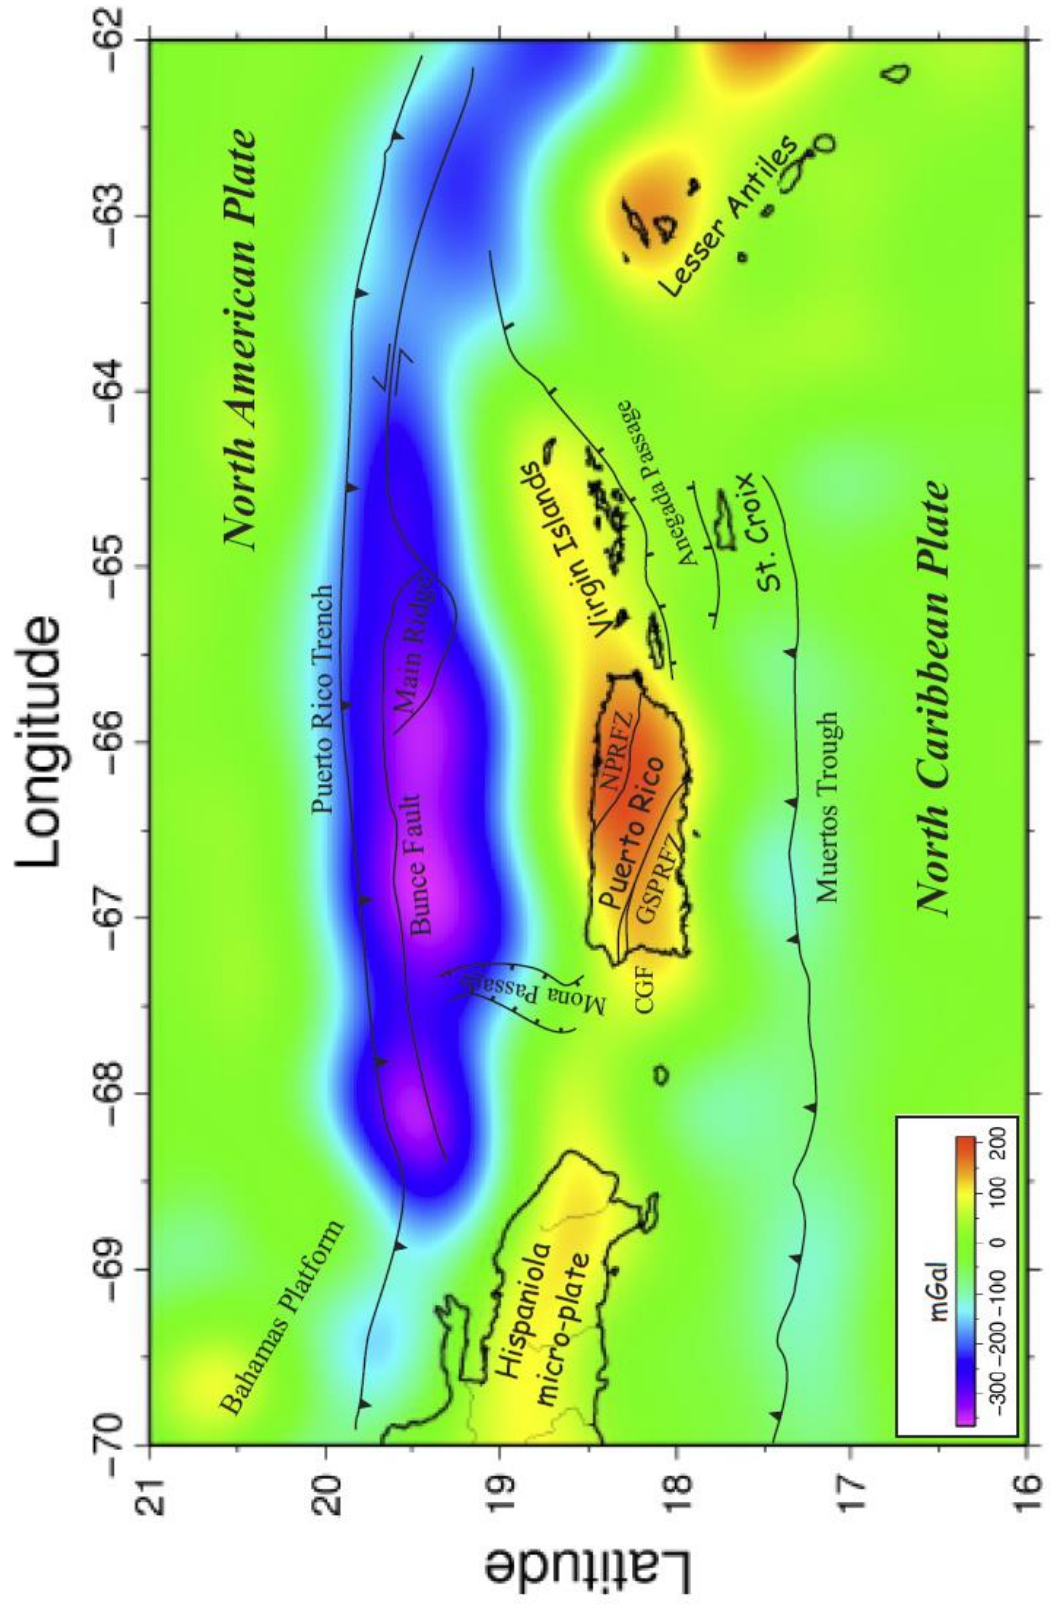 Longitude
−70 −69 −68 −67 −66 −65 −64 −63 −62
21
20
19
18
17
16
Latitude
North American Plate
Bahamas Platform
Puerto Rico Trench
Main Ridge
Bunce Fault
Mona Passage
Hispaniola
micro-plate
Virgin Islands
Anegada Passage
Lesser Antiles
NPRFZ
Puerto Rico
GSPRFZ
CGF
St. Croix
Muertos Trough
North Caribbean Plate
mGal
−300 −200 −100 0 100 200